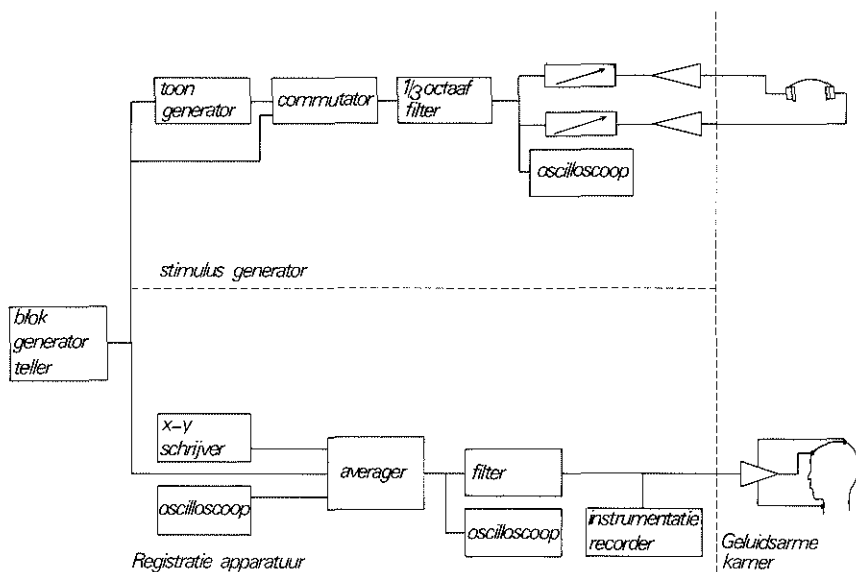 toon
generator
commutator
1/3 octaaf
filter
oscilloscoop
stimulus generator
blok
generator
teller
x-y
schrijver
averager
filter
oscilloscoop
oscilloscoop
instrumentatie
recorder
Registratie apparatuur
Geluidsarme
kamer